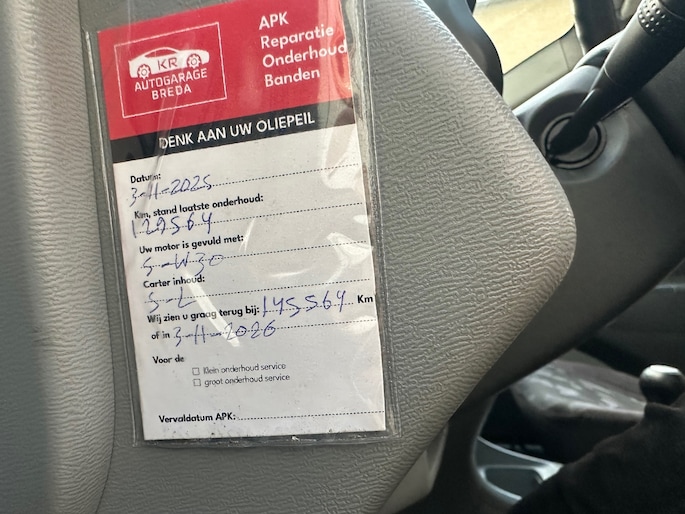 KR
AUTOGARAGE
BREDA
APK
Reparatie
Onderhoud
Banden
DENK AAN UW OLIEPEIL
Datum:
3-11-2025
Km, stand laatste onderhoud:
129564
Uw motor is gevuld met:
5-W30
Carter inhoud:
5-L
Wij zien u graag terug bij: 145564 Km
of in 3-11-2026
Voor de
☐ Klein onderhoud service
☐ groot onderhoud service
Vervaldatum APK: